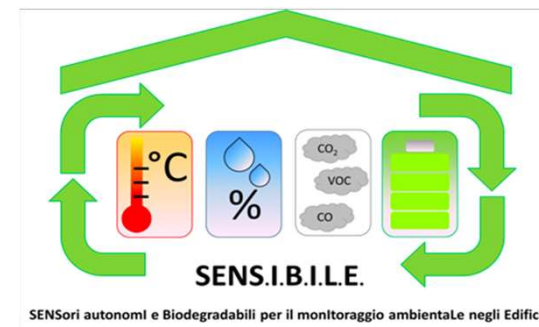 °C
%
CO₂
VOC
CO
SENS.I.B.I.L.E.
SENSori autonomI e Biodegradabili per il monItoraggio ambientaLe negli Edific